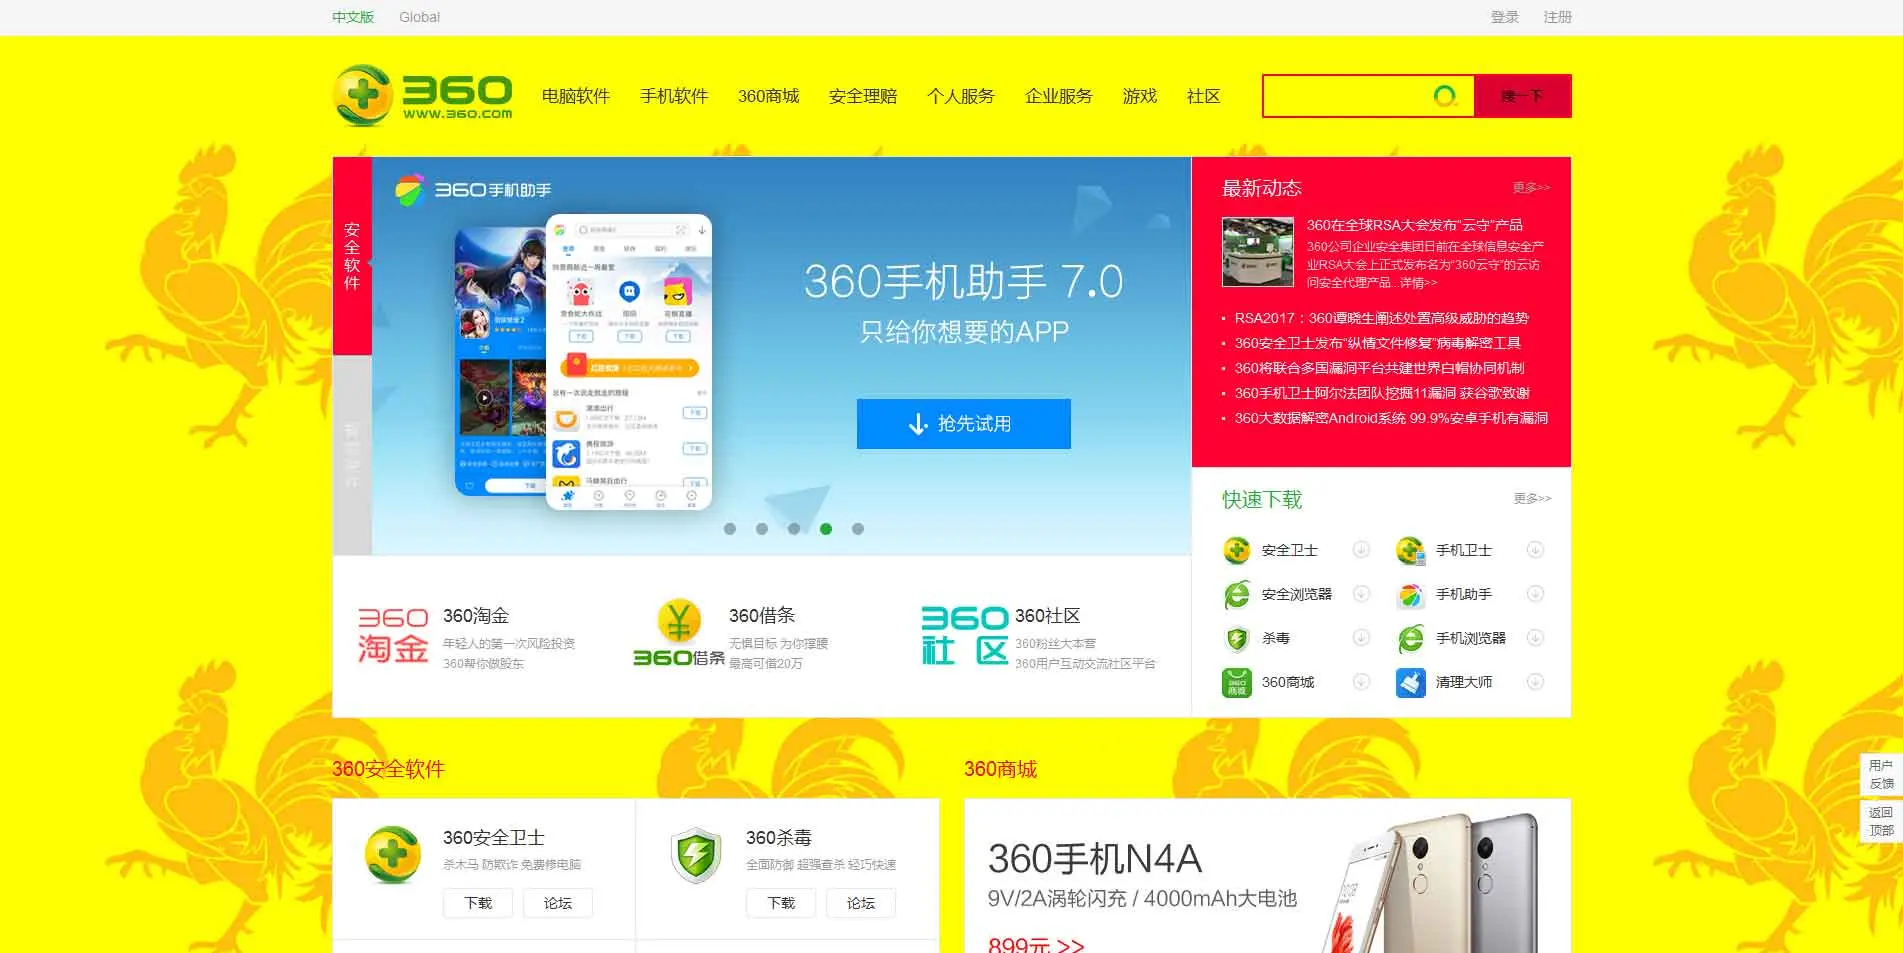 中文版 Global
登录 注册
360
www.360.com
电脑软件 手机软件 360商城 安全理赔 个人服务 企业服务 游戏 社区
搜一下
安全软件
360手机助手
360手机助手 7.0
只给你想要的APP
抢先试用
最新动态 更多>>
360在全球RSA大会发布“云守”产品
360公司企业安全集团日前在全球信息安全产
业RSA大会上正式发布名为“360云守”的云访
问安全代理产品...详情>>
RSA2017：360谭晓生阐述处置高级威胁的趋势
360安全卫士发布“纵情文件修复”病毒解密工具
360将联合多国漏洞平台共建世界白帽协同机制
360手机卫士阿尔法团队挖掘11漏洞 获谷歌致谢
360大数据解密Android系统 99.9%安卓手机有漏洞
快速下载 更多>>
安全卫士 手机卫士
安全浏览器 手机助手
杀毒 手机浏览器
360商城 清理大师
360淘金
360淘金
年轻人的第一次风险投资
360帮你做股东
360借条
360借条
无惧目标 为你撑腰
最高可借20万
360社区
360社区
360粉丝大本营
360用户互动交流社区平台
360安全软件
360安全卫士
杀木马 防欺诈 免费修电脑
下载 论坛
360杀毒
全面防御 超强查杀 轻巧快速
下载 论坛
360商城
360手机N4A
9V/2A涡轮闪充 / 4000mAh大电池
899元 >>
用户
反馈
返回
顶部